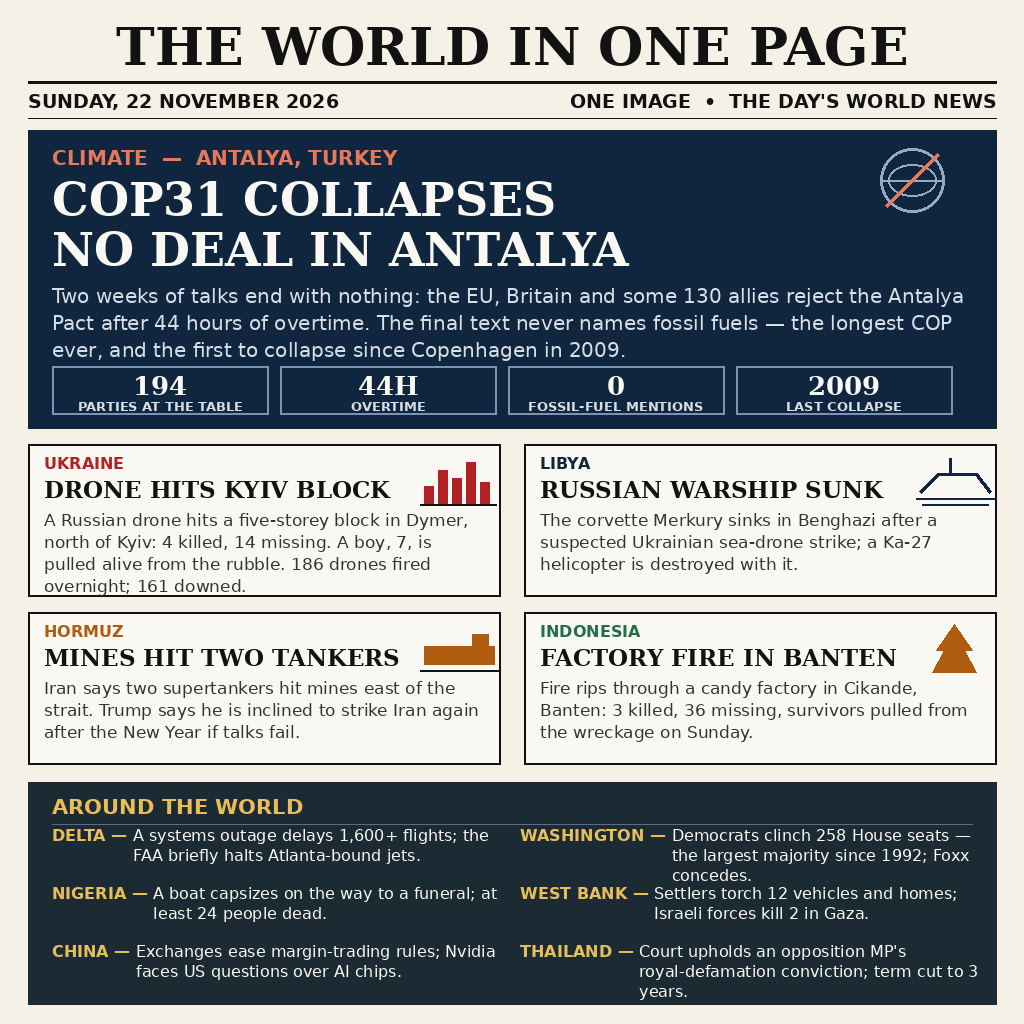 THE WORLD IN ONE PAGE
SUNDAY, 22 NOVEMBER 2026
ONE IMAGE • THE DAY'S WORLD NEWS
CLIMATE — ANTALYA, TURKEY
COP31 COLLAPSES
NO DEAL IN ANTALYA
Two weeks of talks end with nothing: the EU, Britain and some 130 allies reject the Antalya
Pact after 44 hours of overtime. The final text never names fossil fuels — the longest COP
ever, and the first to collapse since Copenhagen in 2009.
194
PARTIES AT THE TABLE
44H
OVERTIME
0
FOSSIL-FUEL MENTIONS
2009
LAST COLLAPSE
UKRAINE
DRONE HITS KYIV BLOCK
A Russian drone hits a five-storey block in Dymer,
north of Kyiv: 4 killed, 14 missing. A boy, 7, is
pulled alive from the rubble. 186 drones fired
overnight; 161 downed.
LIBYA
RUSSIAN WARSHIP SUNK
The corvette Merkury sinks in Benghazi after a
suspected Ukrainian sea-drone strike; a Ka-27
helicopter is destroyed with it.
HORMUZ
MINES HIT TWO TANKERS
Iran says two supertankers hit mines east of the
strait. Trump says he is inclined to strike Iran again
after the New Year if talks fail.
INDONESIA
FACTORY FIRE IN BANTEN
Fire rips through a candy factory in Cikande,
Banten: 3 killed, 36 missing, survivors pulled from
the wreckage on Sunday.
AROUND THE WORLD
DELTA — A systems outage delays 1,600+ flights; the
FAA briefly halts Atlanta-bound jets.
WASHINGTON — Democrats clinch 258 House seats —
the largest majority since 1992; Foxx
concedes.
NIGERIA — A boat capsizes on the way to a funeral; at
least 24 people dead.
WEST BANK — Settlers torch 12 vehicles and homes;
Israeli forces kill 2 in Gaza.
CHINA — Exchanges ease margin-trading rules; Nvidia
faces US questions over AI chips.
THAILAND — Court upholds an opposition MP's
royal-defamation conviction; term cut to 3
years.